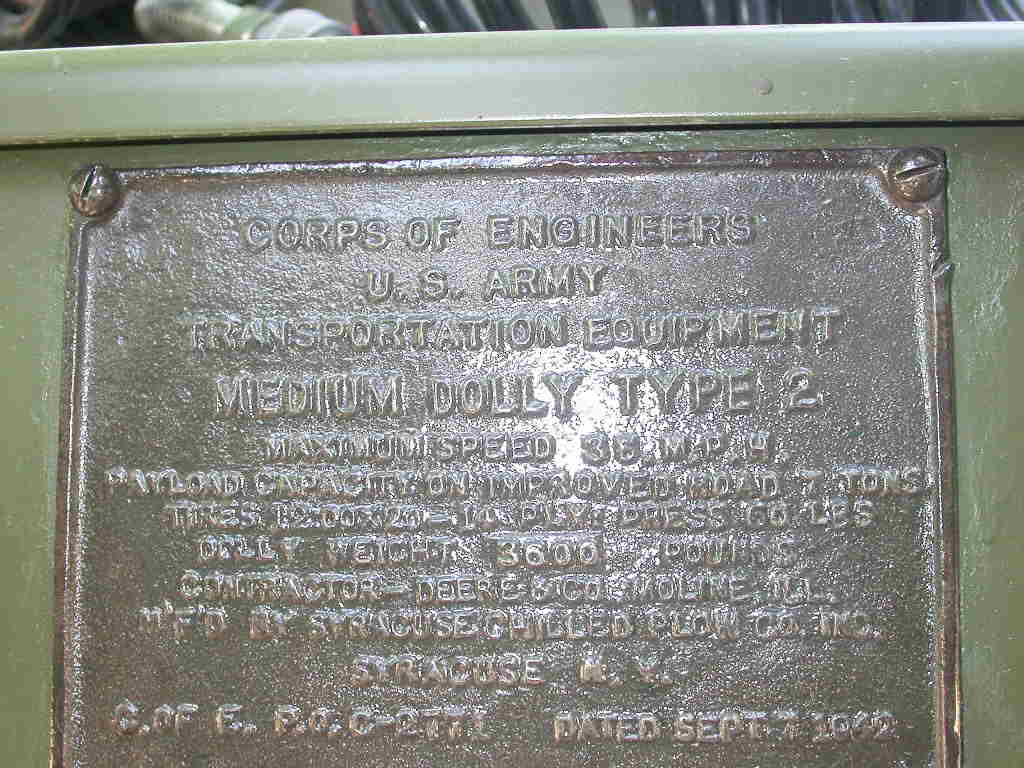 CORPS OF ENGINEERS
U. S. ARMY
TRANSPORTATION EQUIPMENT
MEDIUM DOLLY TYPE 2
MAXIMUM SPEED 35 M.P.H.
PAYLOAD CAPACITY ON IMPROVED ROAD 7 TONS
TIRES 12.00X20-14 PLY. PRESS 60 LBS
DOLLY WEIGHT 3600 POUNDS
CONTRACTOR-DEERE & CO. MOLINE, ILL.
M'F'D BY SYRACUSE CHILLED PLOW CO. INC.
SYRACUSE N. Y.
C. OF E. P.O. C-2771 DATED SEPT 7 1942